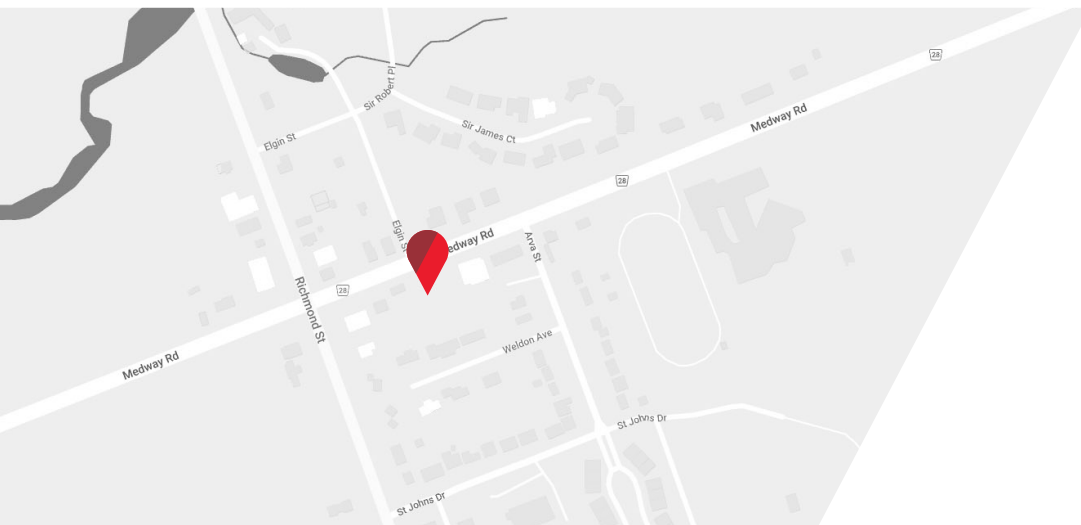 28
Medway Rd
Sir Robert Pl
Elgin St
Sir James Ct
28
Elgin St
Medway Rd
Arva St
Richmond St
28
Weldon Ave
Medway Rd
St Johns Dr
St Johns Dr